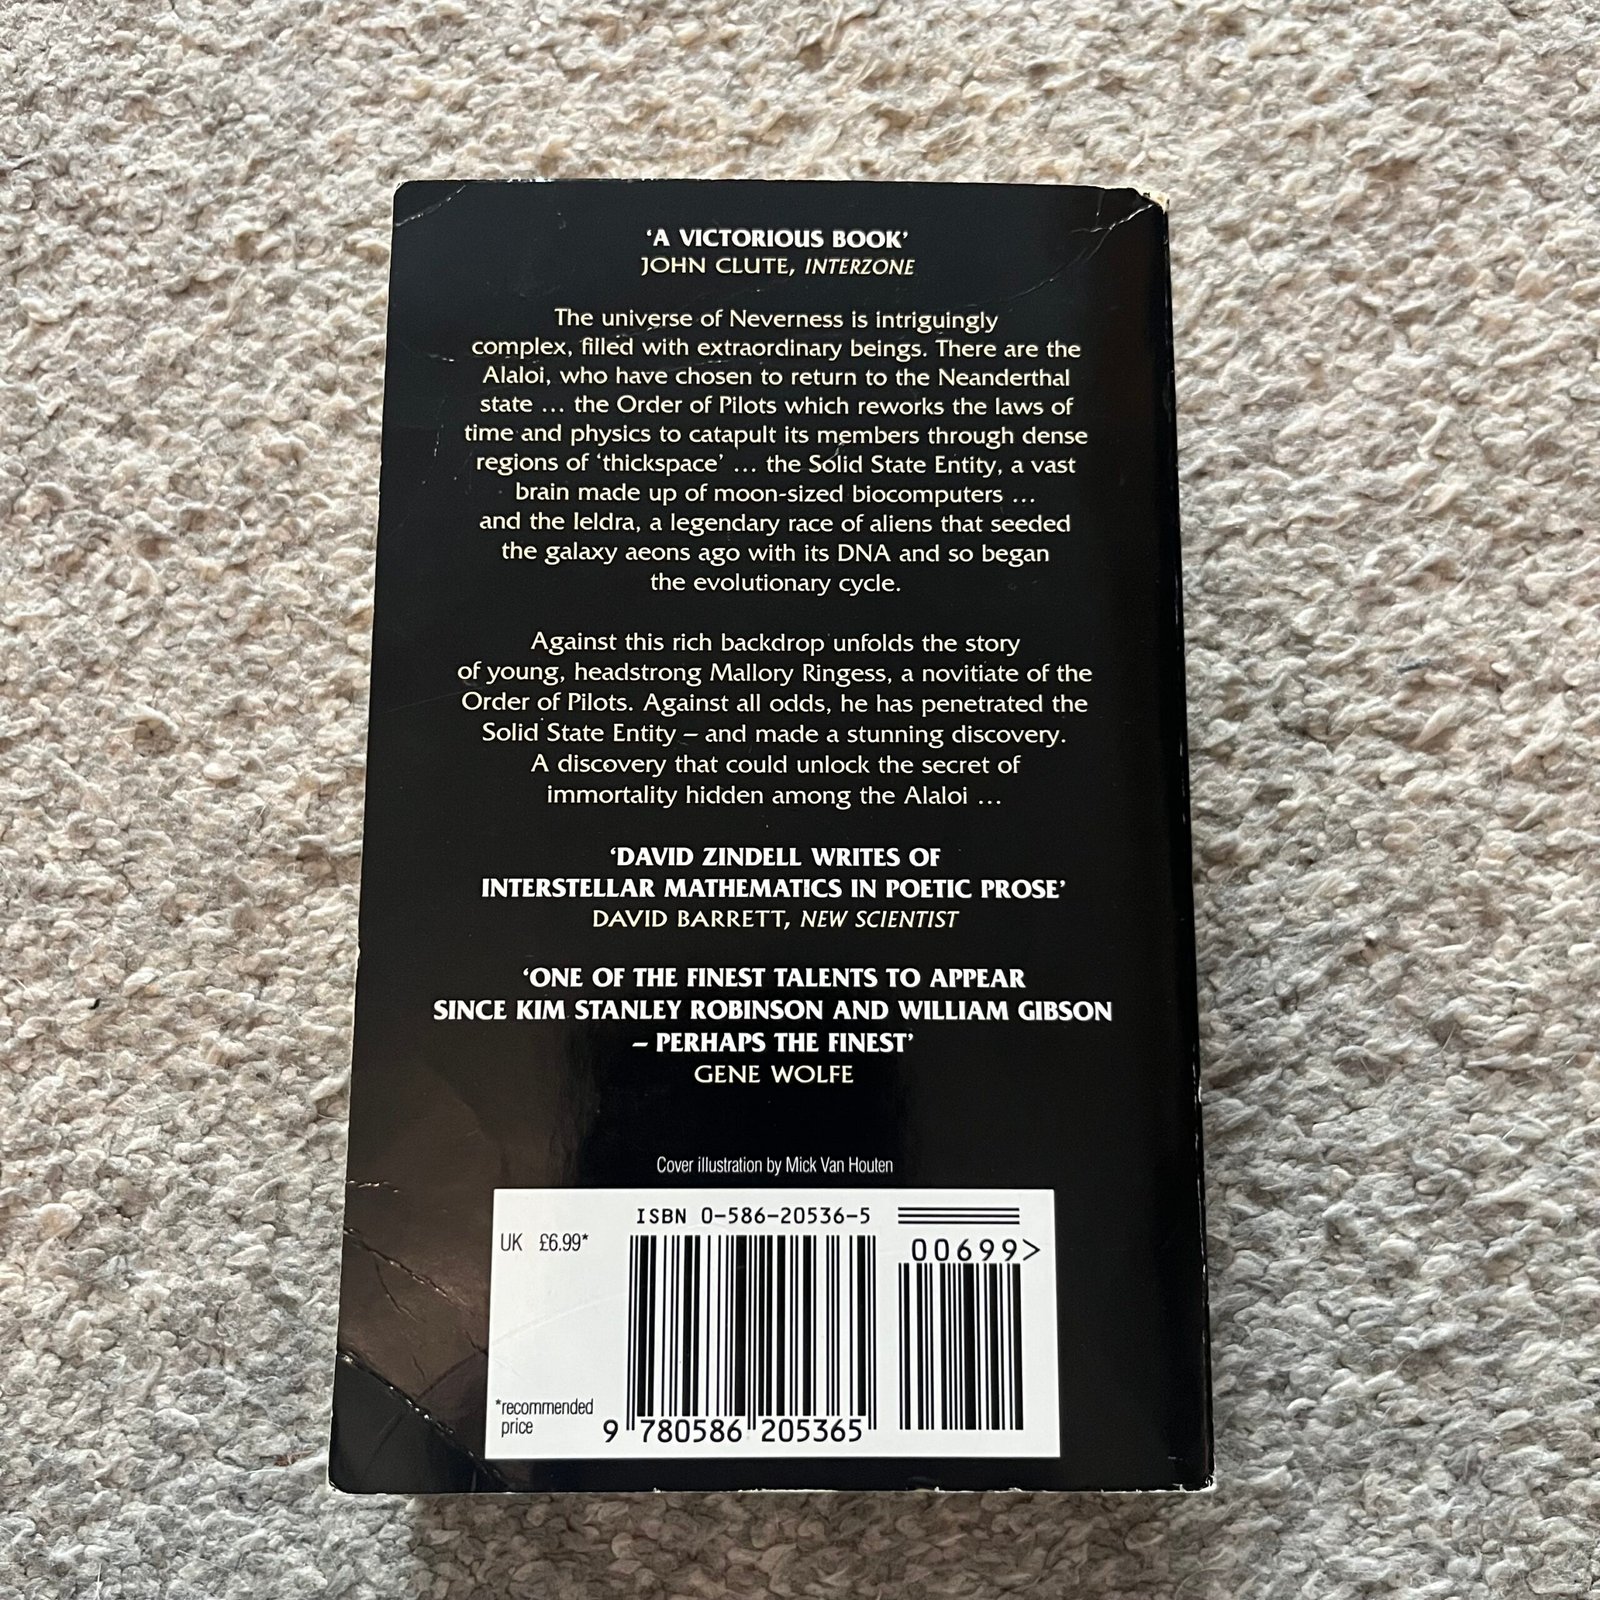 ‘A VICTORIOUS BOOK’
JOHN CLUTE, INTERZONE
The universe of Neverness is intriguingly
complex, filled with extraordinary beings. There are the
Alaloi, who have chosen to return to the Neanderthal
state ... the Order of Pilots which reworks the laws of
time and physics to catapult its members through dense
regions of ‘thickspace’ ... the Solid State Entity, a vast
brain made up of moon-sized biocomputers ...
and the Ieldra, a legendary race of aliens that seeded
the galaxy aeons ago with its DNA and so began
the evolutionary cycle.
Against this rich backdrop unfolds the story
of young, headstrong Mallory Ringess, a novitiate of the
Order of Pilots. Against all odds, he has penetrated the
Solid State Entity – and made a stunning discovery.
A discovery that could unlock the secret of
immortality hidden among the Alaloi ...
‘DAVID ZINDELL WRITES OF
INTERSTELLAR MATHEMATICS IN POETIC PROSE’
DAVID BARRETT, NEW SCIENTIST
‘ONE OF THE FINEST TALENTS TO APPEAR
SINCE KIM STANLEY ROBINSON AND WILLIAM GIBSON
– PERHAPS THE FINEST’
GENE WOLFE
Cover illustration by Mick Van Houten
ISBN 0-586-20536-5
UK £6.99*
00699>
*recommended
price
9 780586 205365